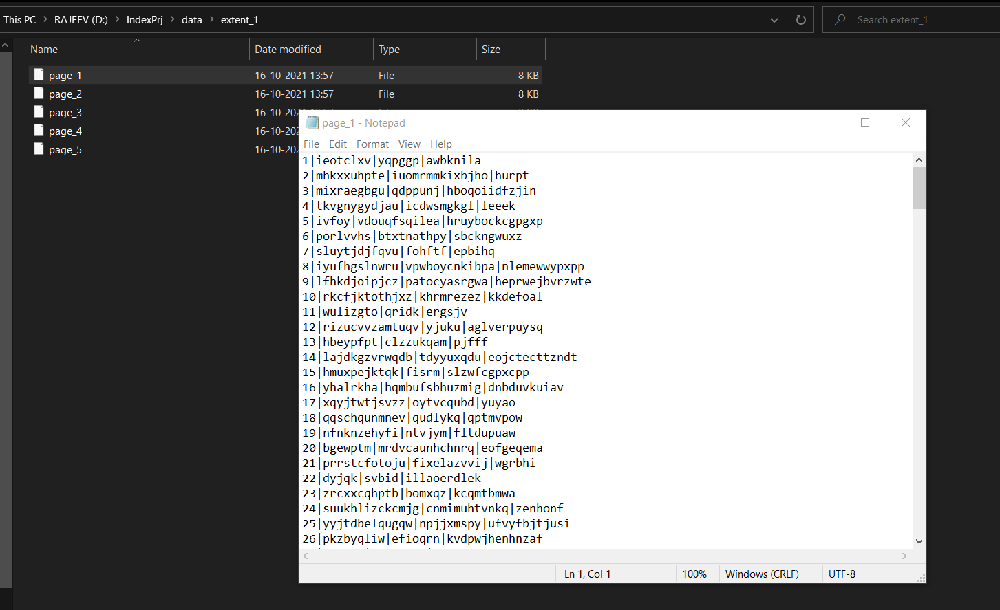 This PC > RAJEEV (D:) > IndexPrj > data > extent_1
Search extent_1
Name Date modified Type Size
page_1 16-10-2021 13:57 File 8 KB
page_2 16-10-2021 13:57 File 8 KB
page_3 16-10-202
page_4 16-10-202
page_5 16-10-202
page_1 - Notepad
File Edit Format View Help
1|ieotclxv|yqpggp|awbknila
2|mhkxxuhpte|iuomrmmkixbjho|hurpt
3|mixraegbgu|qdppunj|hboqoiidfzjin
4|tkvgnygydjau|icdwsmgkgl|leeek
5|ivfoy|vdouqfsqilea|hruybockcgpgxp
6|porlvvhs|btxtnathpy|sbckngwuxz
7|sluytjdjfqvu|fohftf|epbihq
8|iyufhgslnwru|vpwboycnkibpa|nlemewwypxpp
9|lfhkdjoipjcz|patocyasrgwa|heprwejbvrzwte
10|rkcfjktothjxz|khrmrezez|kkdefoal
11|wulizgto|qridk|ergsjv
12|rizucvvzamtuqv|yjuku|aglverpuysq
13|hbeypfpt|clzzukqam|pjfff
14|lajdkgzvrwqdb|tdyyuxqdu|eojctecttzndt
15|hmuxpejktqk|fisrm|slzwfcgpxcpp
16|yhalrkha|hqmbufsbhuzmig|dnbduvkuiav
17|xqyjtwtjsvzz|oytvcqubd|yuyao
18|qqschqunmnev|qudlykq|qptmvpow
19|nfnknzehyfi|ntvjym|fltdupuaw
20|bgewptm|mrdvcaunhchnrq|eofgeqema
21|prrstcfotoju|fixelazvvij|wgrbhi
22|dyjqk|svbid|illaoerdlek
23|zrcxxcqhptb|bomxqz|kcqmtbmwa
24|suukhlizckcmjg|cnmimuhtvnkq|zenhonf
25|yyjtdbelqugqw|npjjxmspy|ufvyfbjtjusi
26|pkzbyqliw|efioqrn|kvdpwjhenhnzaf
Ln 1, Col 1 100% Windows (CRLF) UTF-8